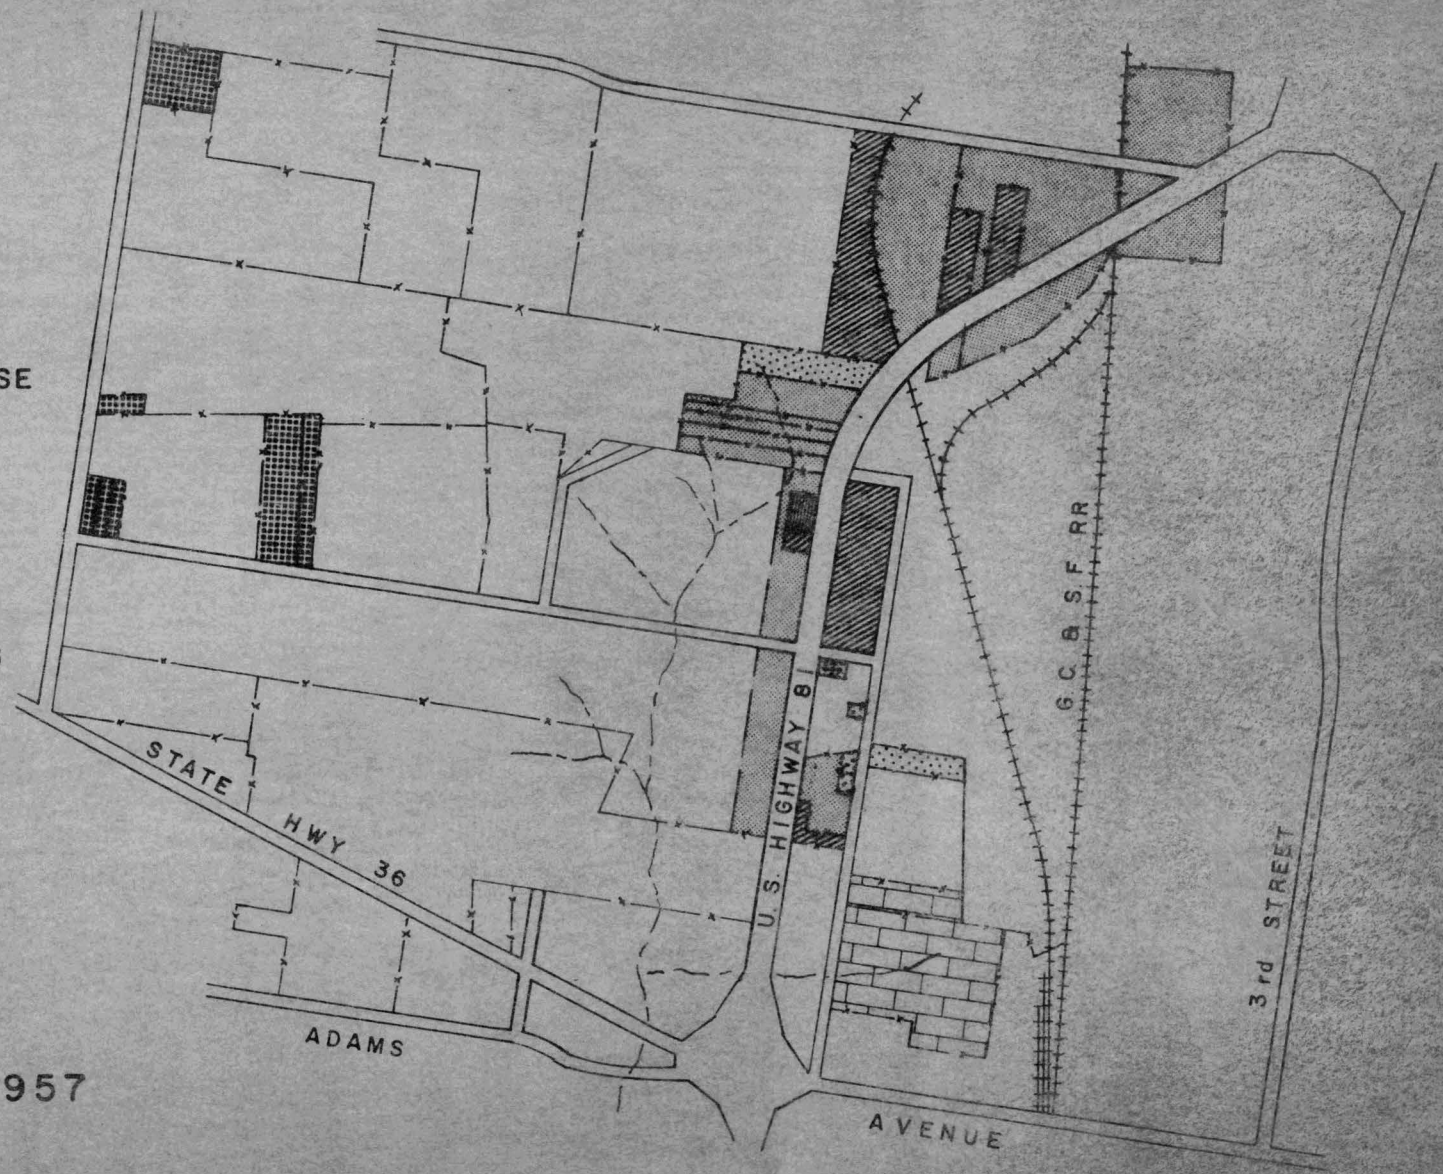 SE
G.C. & S.F. RR
U.S. HIGHWAY 81
STATE HWY 36
3rd STREET
ADAMS AVENUE
957